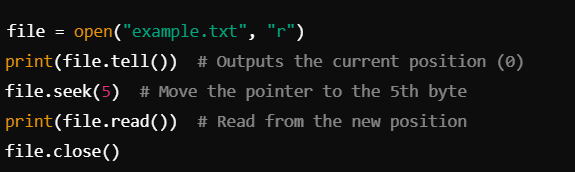 file = open("example.txt", "r")
print(file.tell())  # Outputs the current position (0)
file.seek(5)  # Move the pointer to the 5th byte
print(file.read())  # Read from the new position
file.close()